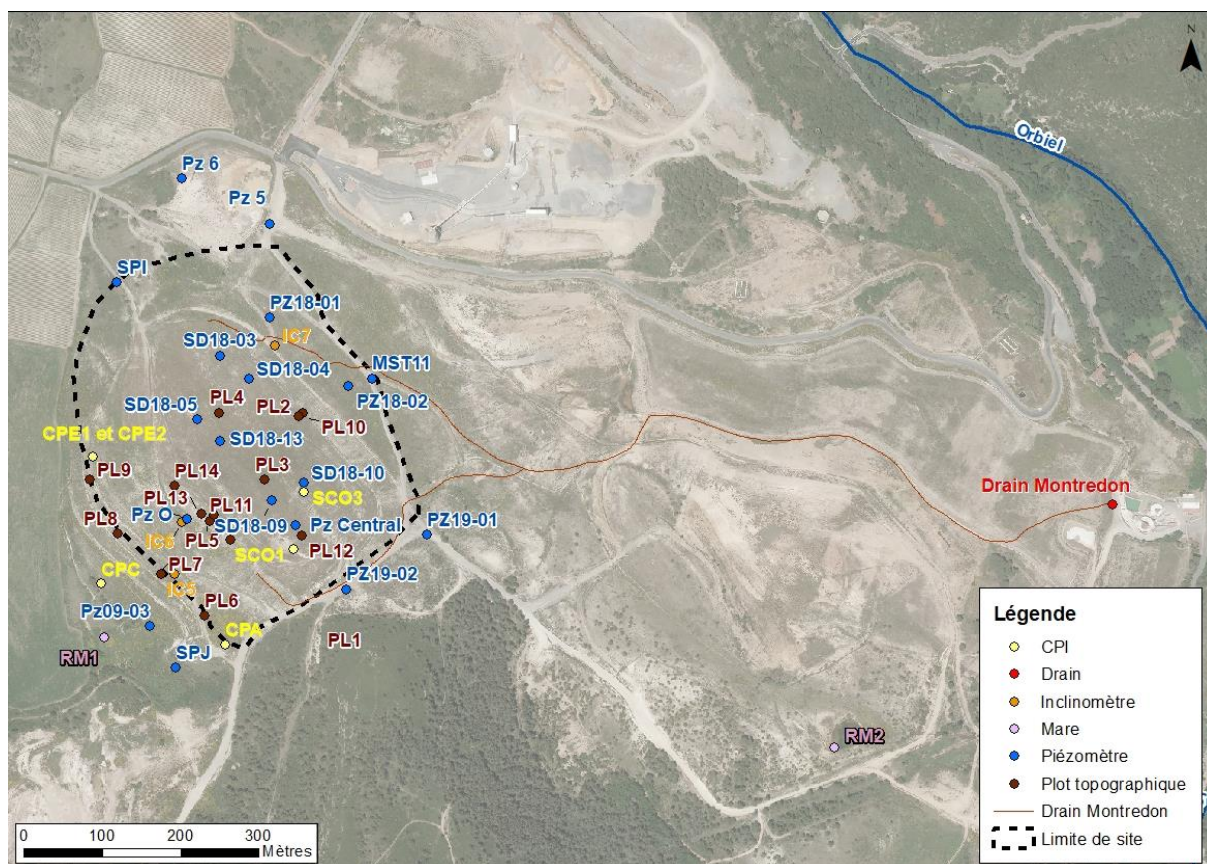 N
Orbiel
Pz 6
Pz 5
SPI
PZ18-01
IC7
SD18-03
MST11
SD18-04
PZ18-02
PL4
PL2
SD18-05
PL10
CPE1 et CPE2
SD18-13
PL9
PL14
PL3
SD18-10
Drain Montredon
PL13
PL11
SCO3
Pz O
SD18-09
Pz Central
PZ19-01
PL8
IC6
PL5
SCO1
PL12
CPC
PL7
IC5
PZ19-02
Pz09-03
PL6
CPA
PL1
RM1
SPJ
RM2
Légende
CPI
Drain
Inclinomètre
Mare
Piézomètre
Plot topographique
Drain Montredon
Limite de site
0 100 200 300
Mètres